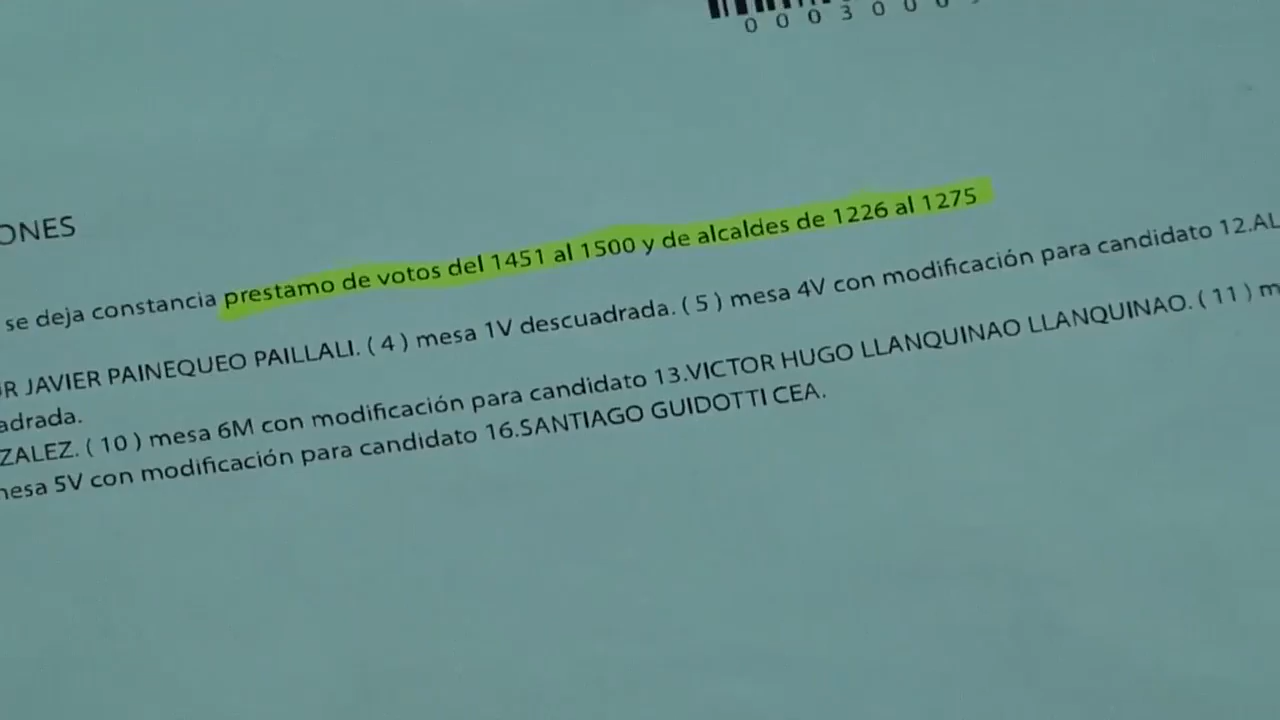 0 0 0 3 0 0 0
ONES
se deja constancia prestamo de votos del 1451 al 1500 y de alcaldes de 1226 al 1275
JAVIER PAINEQUEO PAILLALI. ( 4 ) mesa 1V descuadrada. ( 5 ) mesa 4V con modificación para candidato 12.AL
adrada.
ZALEZ. ( 10 ) mesa 6M con modificación para candidato 13.VICTOR HUGO LLANQUINAO LLANQUINAO. ( 11 ) m
mesa 5V con modificación para candidato 16.SANTIAGO GUIDOTTI CEA.